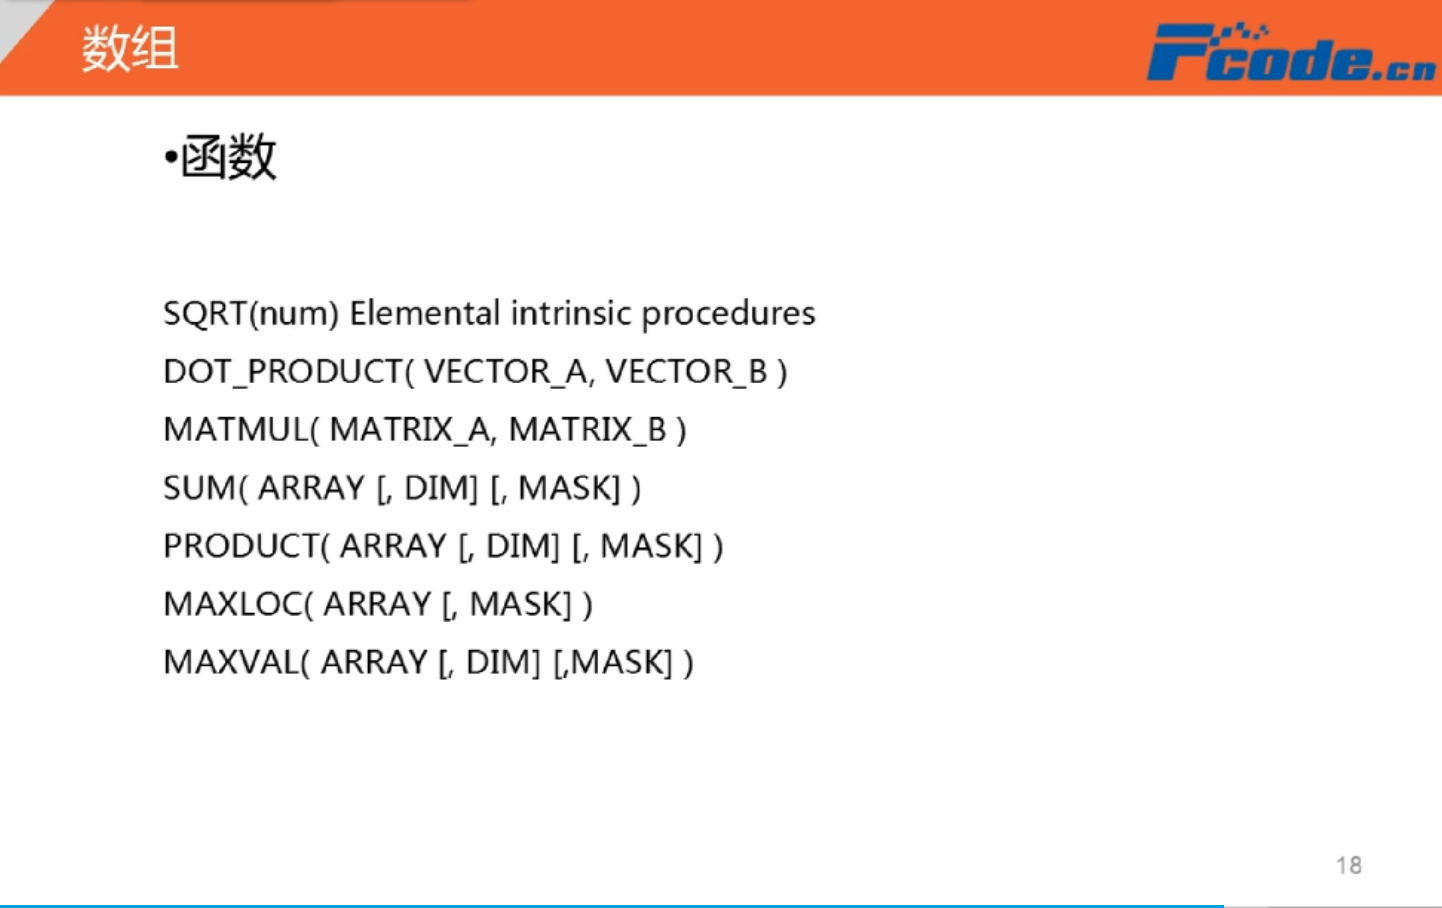 数组
Fcode.cn
•函数
SQRT(num) Elemental intrinsic procedures
DOT_PRODUCT( VECTOR_A, VECTOR_B )
MATMUL( MATRIX_A, MATRIX_B )
SUM( ARRAY [, DIM] [, MASK] )
PRODUCT( ARRAY [, DIM] [, MASK] )
MAXLOC( ARRAY [, MASK] )
MAXVAL( ARRAY [, DIM] [,MASK] )
18